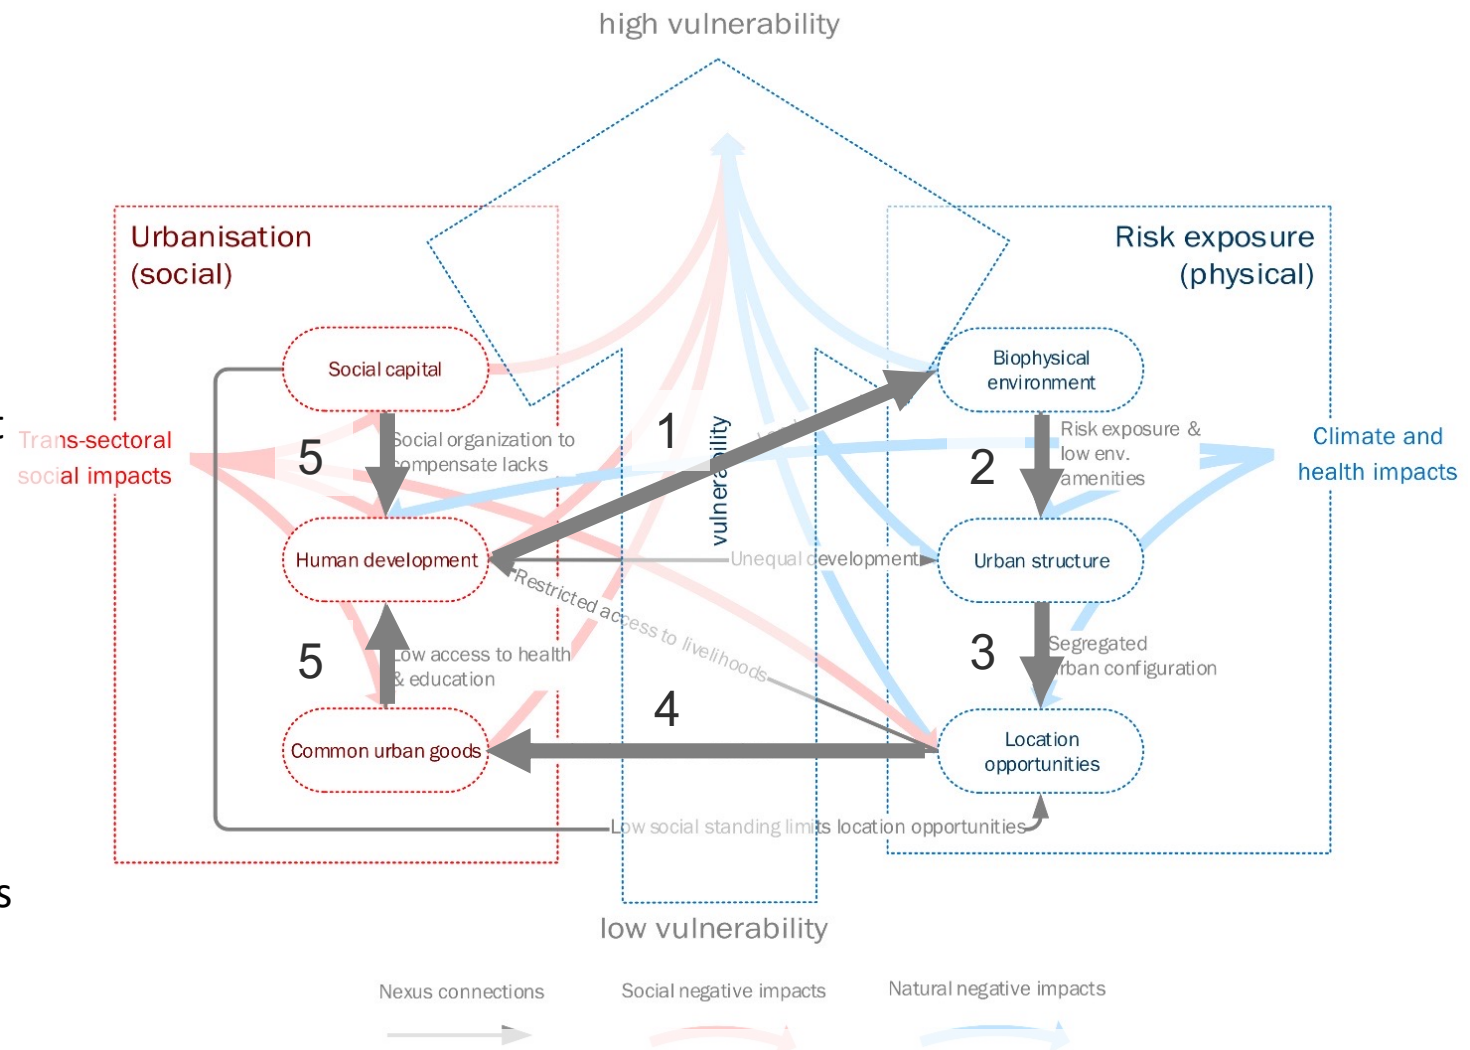 high vulnerability
Urbanisation
(social)
Risk exposure
(physical)
Social capital
Biophysical
environment
1
vulnerability
Trans-sectoral
social impacts
5
Social organization to
compensate lacks
2
Risk exposure &
low env.
amenities
Climate and
health impacts
Human development
Unequal development
Urban structure
Restricted access to livelihoods
5
Low access to health
& education
3
Segregated
urban configuration
4
Common urban goods
Location
opportunities
Low social standing limits location opportunities
s
low vulnerability
Nexus connections
Social negative impacts
Natural negative impacts